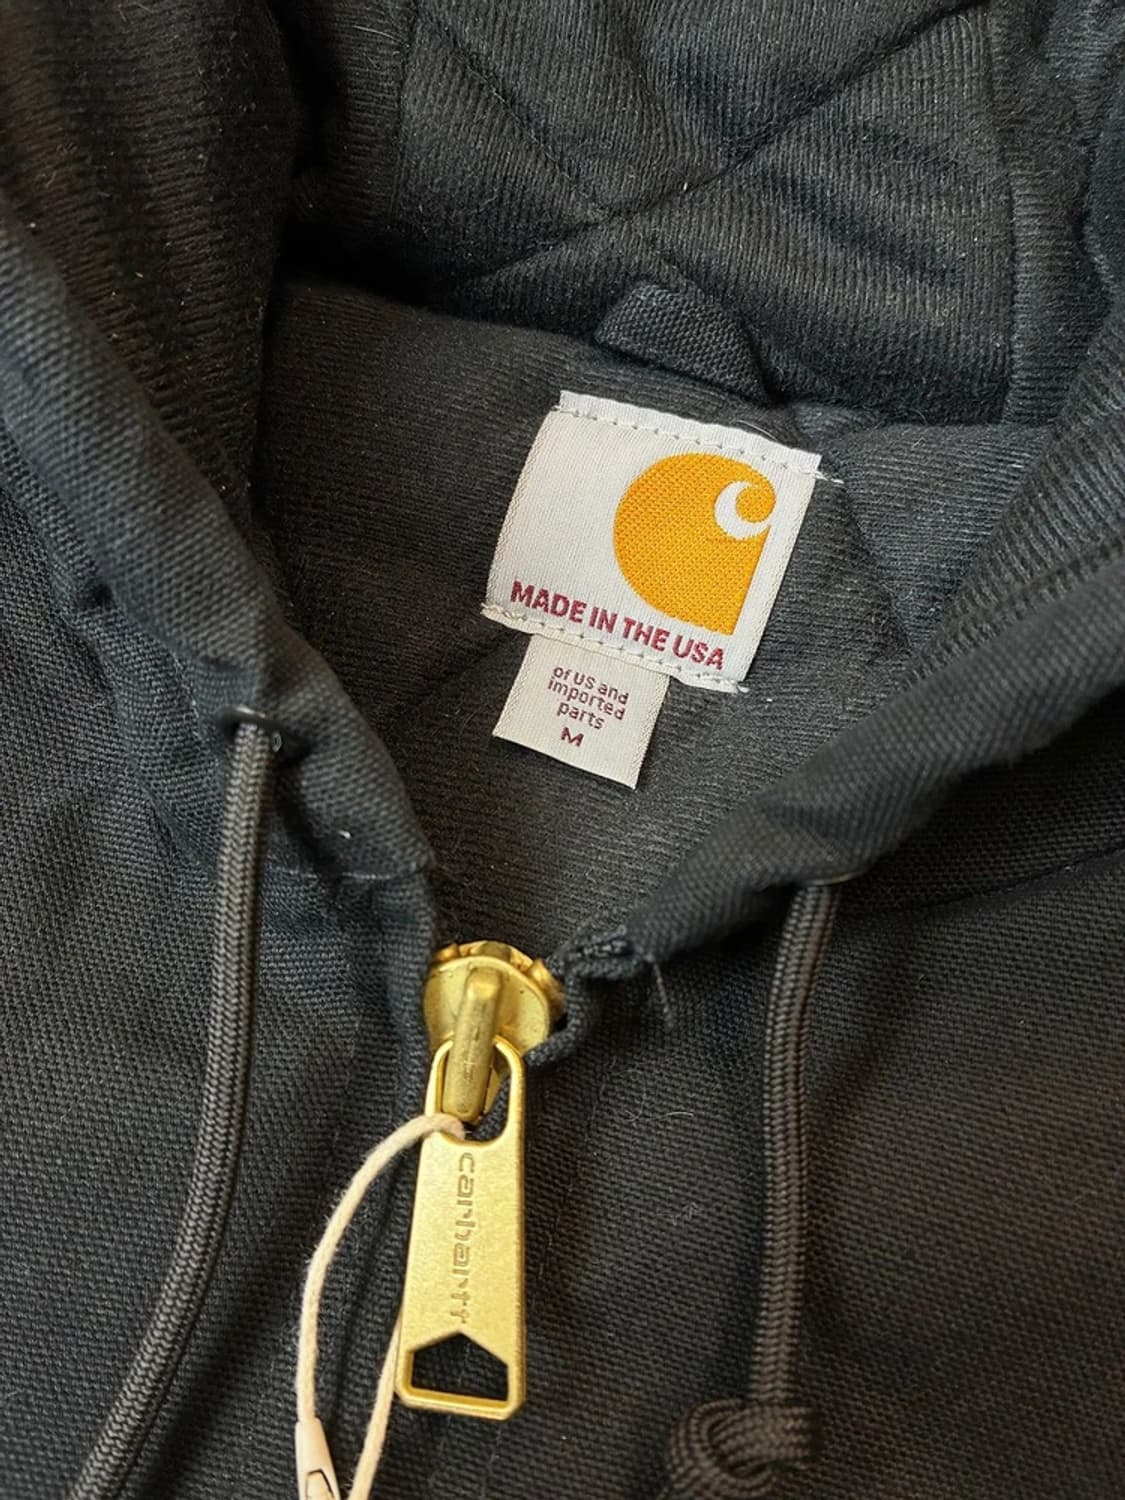 MADE IN THE USA
of US and
imported
parts
M
carhartt